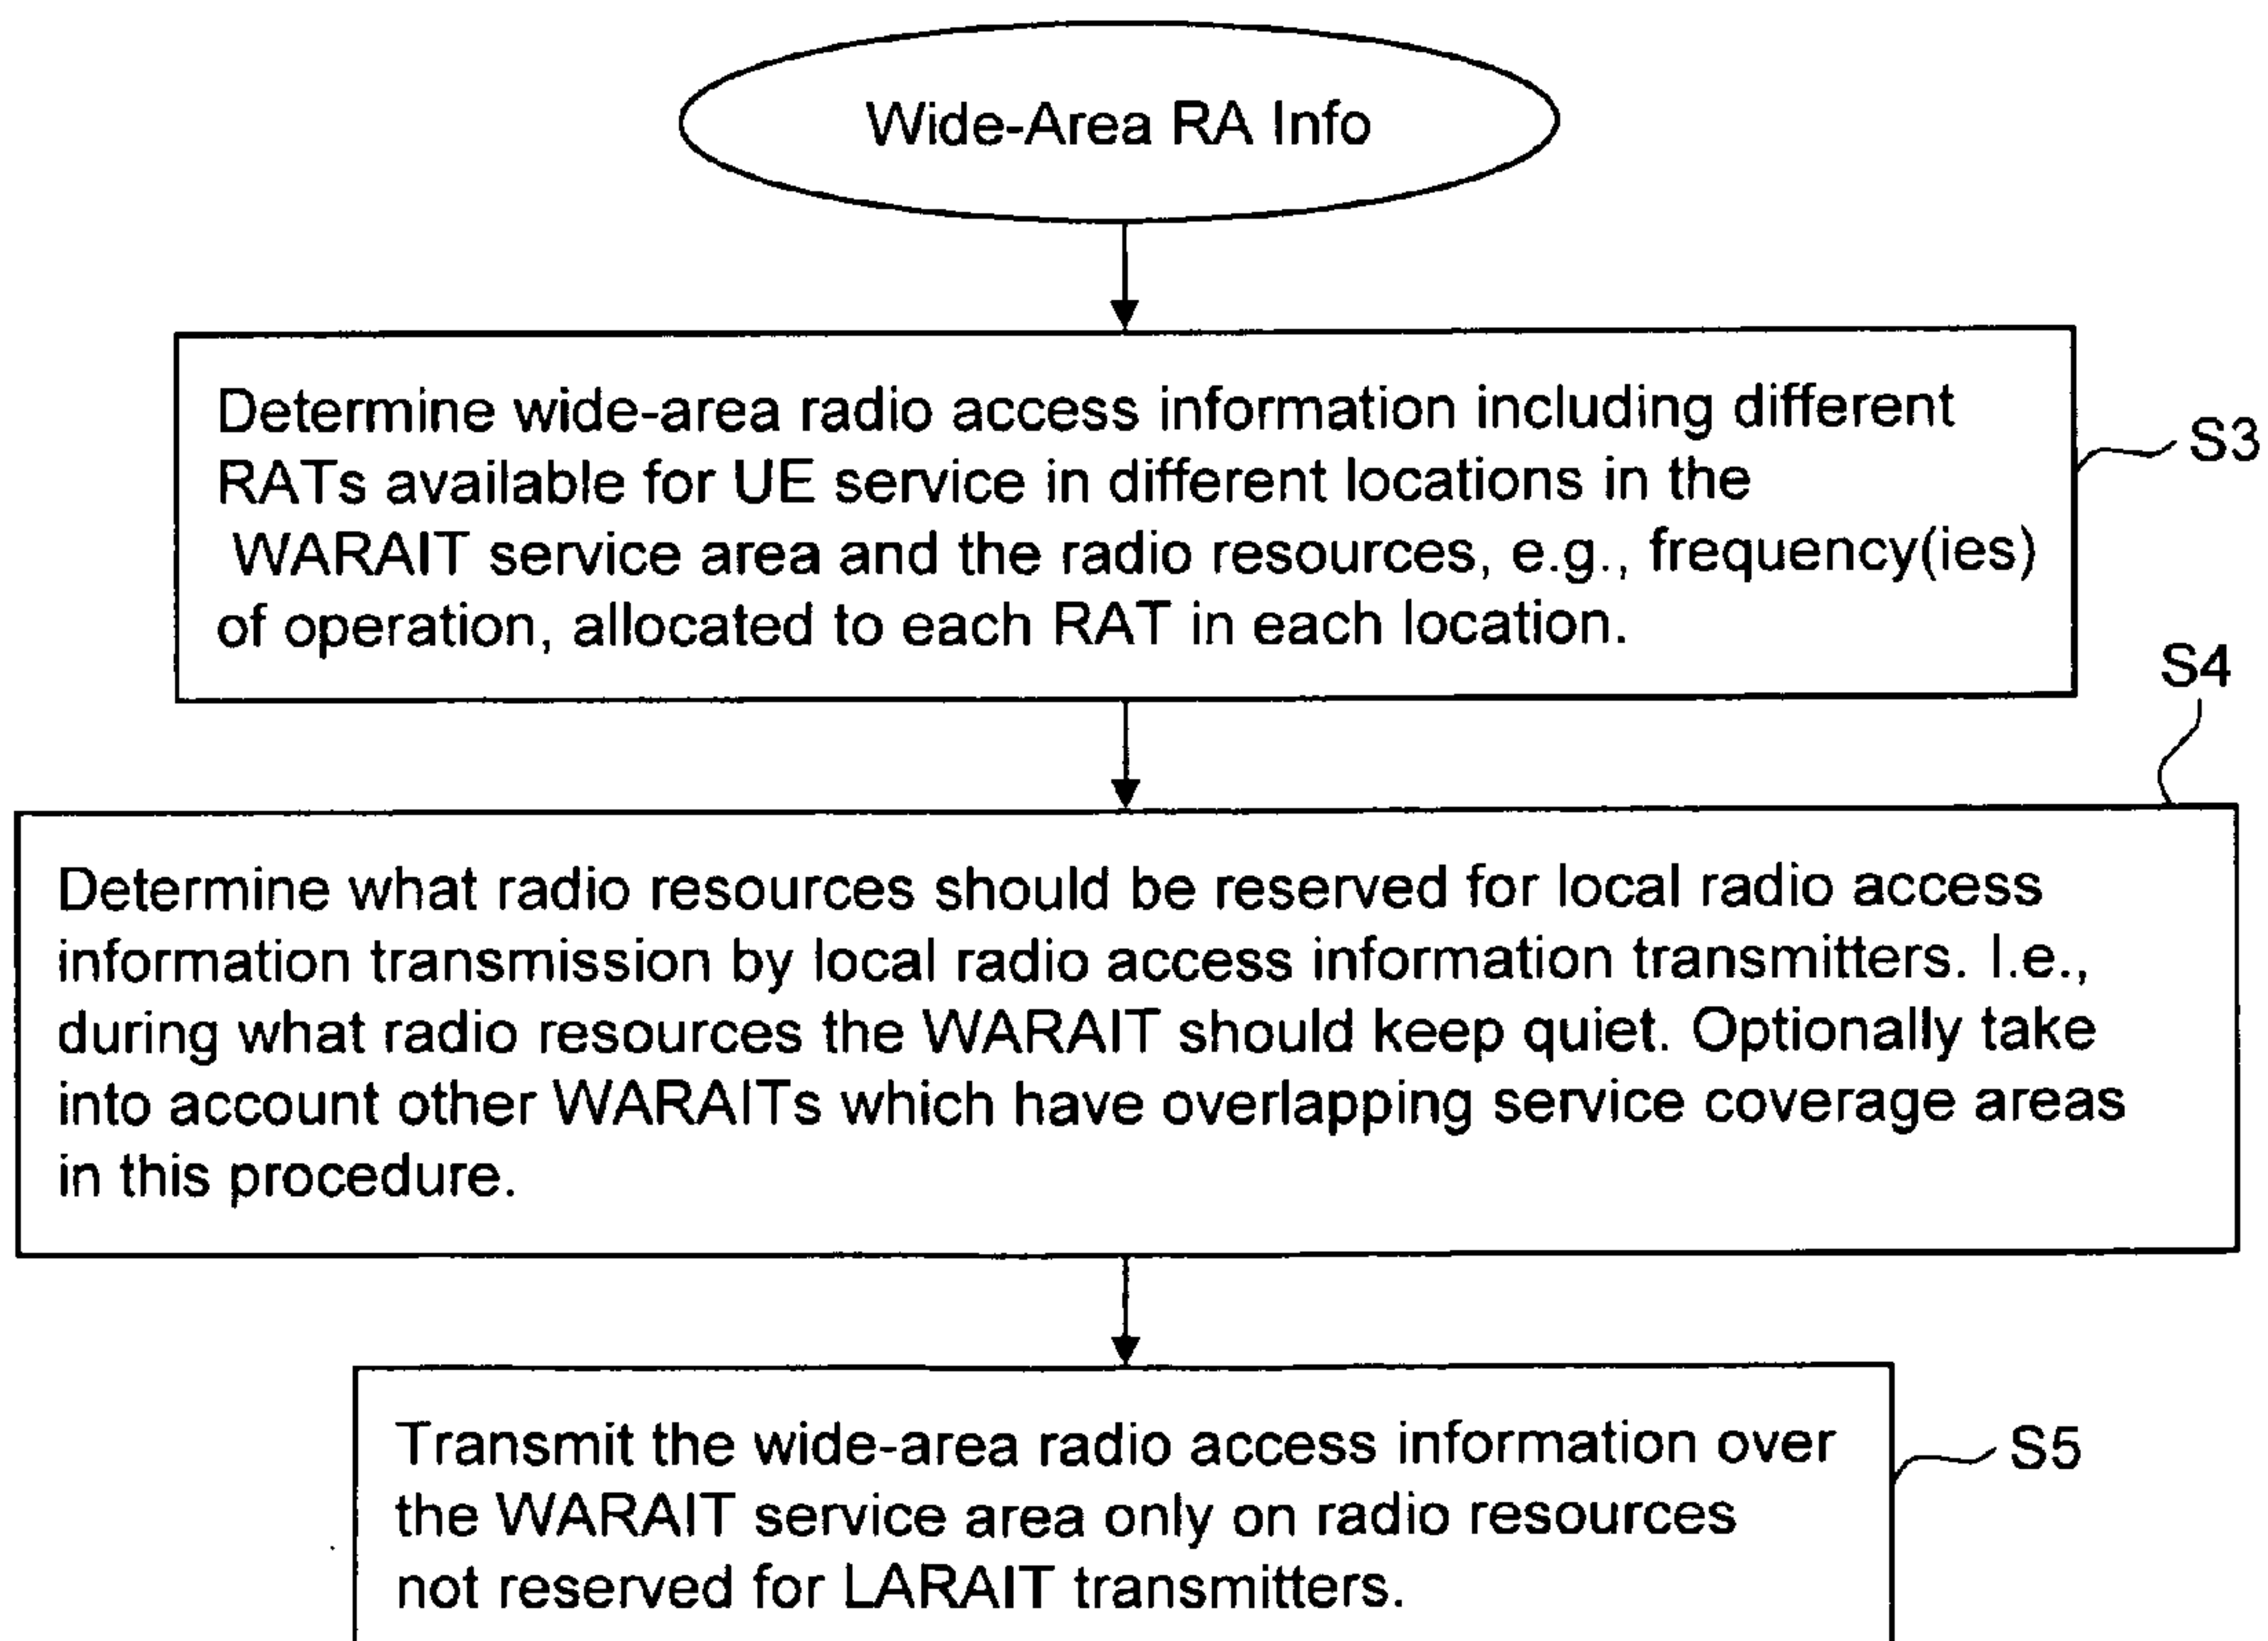 Wide-Area RA Info
Determine wide-area radio access information including different
RATs available for UE service in different locations in the
WARAIT service area and the radio resources, e.g., frequency(ies)
of operation, allocated to each RAT in each location.
S3
S4
Determine what radio resources should be reserved for local radio access
information transmission by local radio access information transmitters. I.e.,
during what radio resources the WARAIT should keep quiet. Optionally take
into account other WARAITs which have overlapping service coverage areas
in this procedure.
Transmit the wide-area radio access information over
the WARAIT service area only on radio resources
not reserved for LARAIT transmitters.
S5